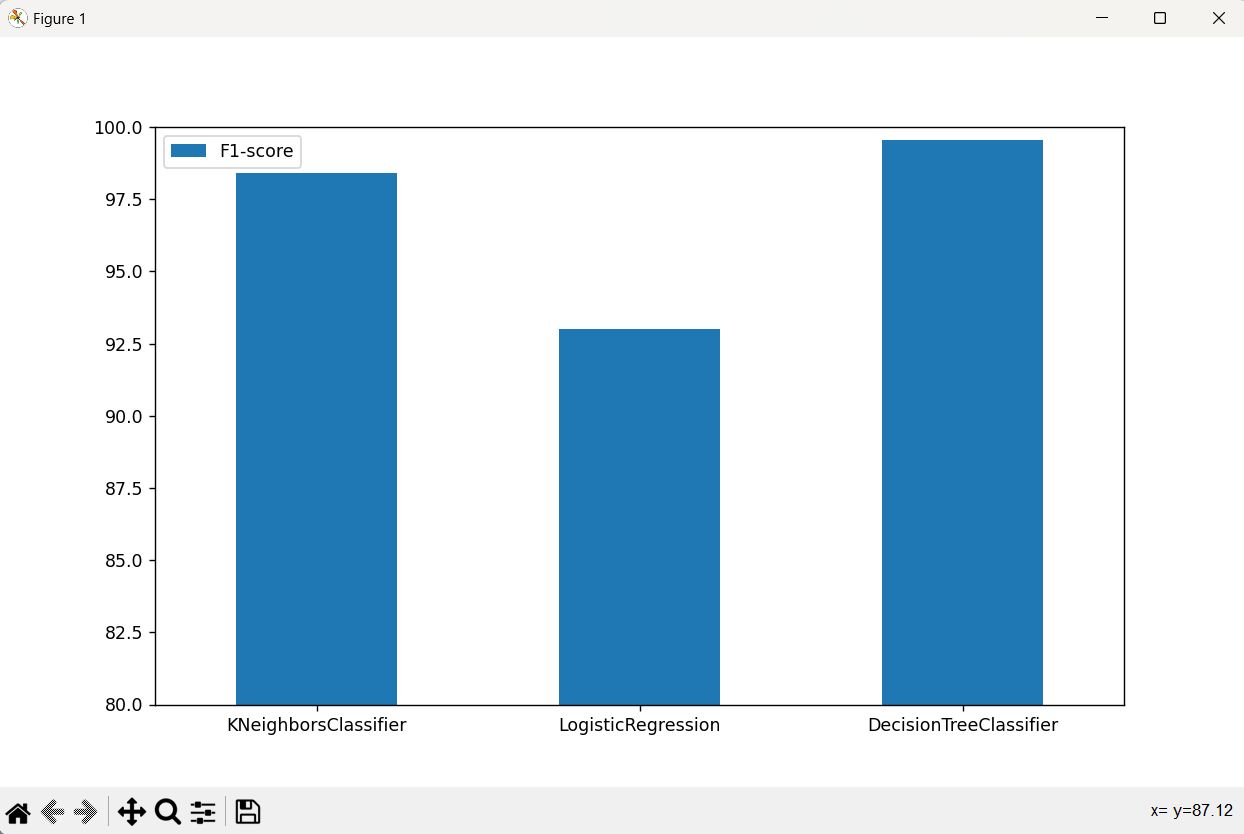 Figure 1
100.0
97.5
95.0
92.5
90.0
87.5
85.0
82.5
80.0
F1-score
KNeighborsClassifier LogisticRegression DecisionTreeClassifier
x= y=87.12